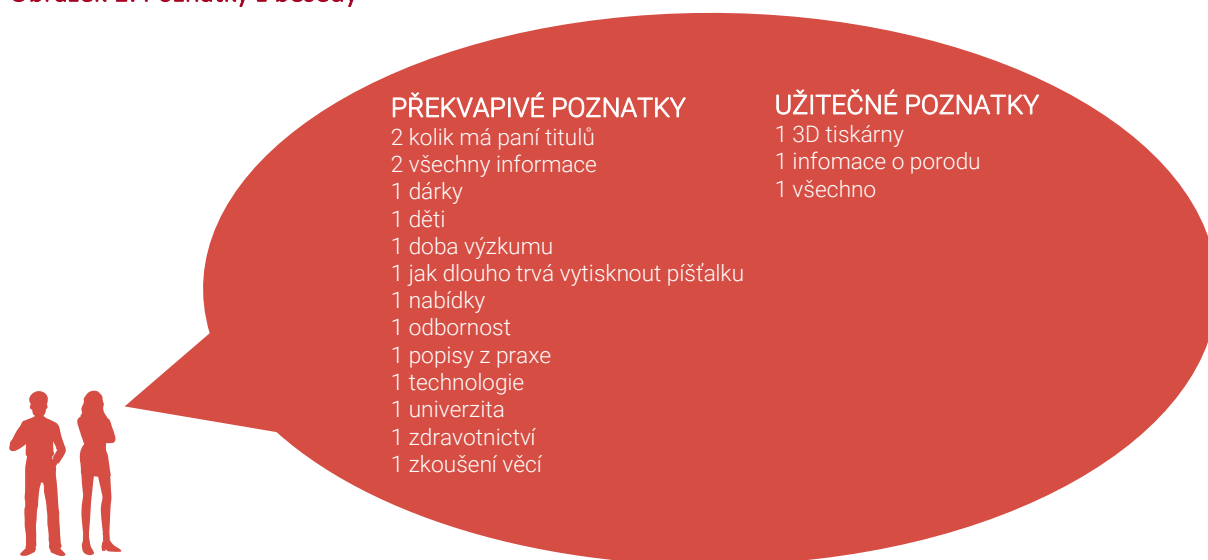 PŘEKVAPIVÉ POZNATKY
2 kolik má paní titulů
2 všechny informace
1 dárky
1 děti
1 doba výzkumu
1 jak dlouho trvá vytisknout píšťalku
1 nabídky
1 odbornost
1 popisy z praxe
1 technologie
1 univerzita
1 zdravotnictví
1 zkoušení věcí
UŽITEČNÉ POZNATKY
1 3D tiskárny
1 infomace o porodu
1 všechno